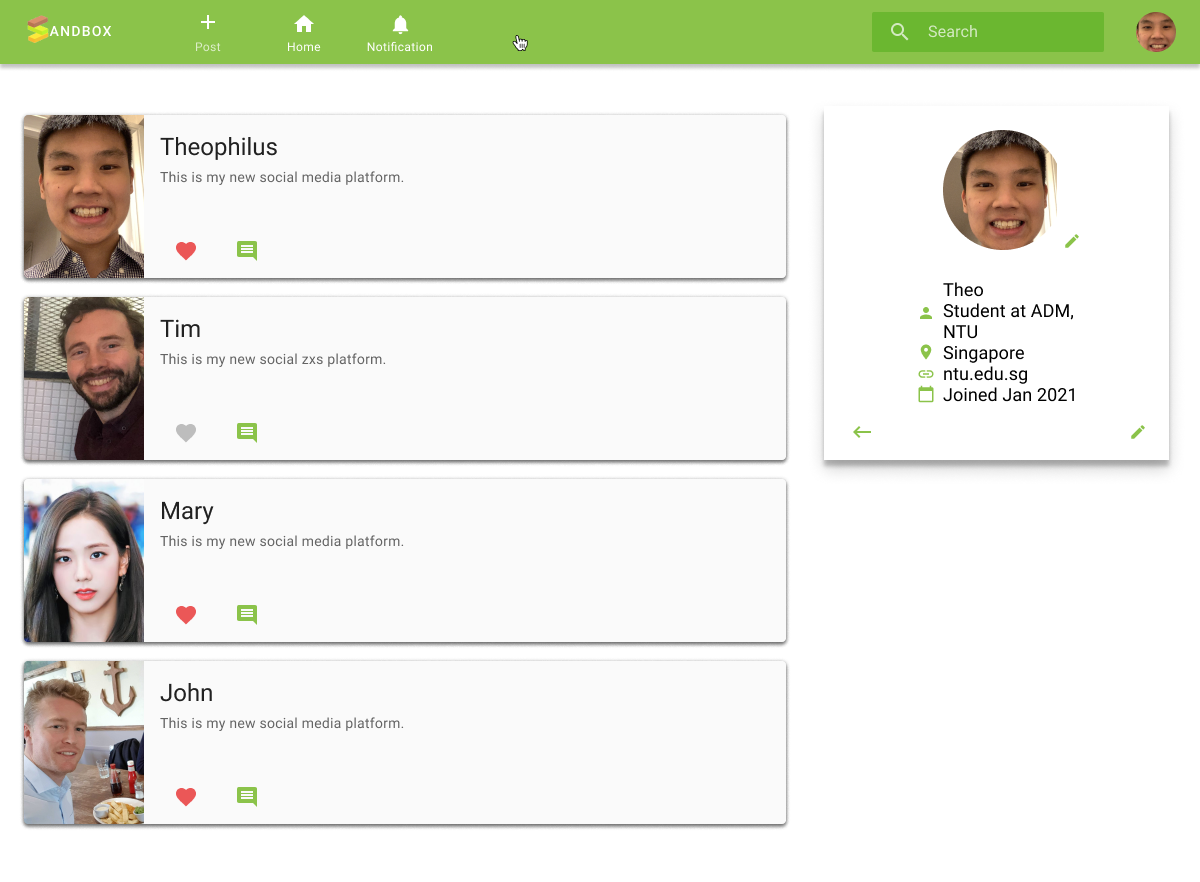 ANDBOX
Post
Home
Notification
Search
Theophilus
This is my new social media platform.
Tim
This is my new social zxs platform.
Mary
This is my new social media platform.
John
This is my new social media platform.
Theo
Student at ADM,
NTU
Singapore
ntu.edu.sg
Joined Jan 2021